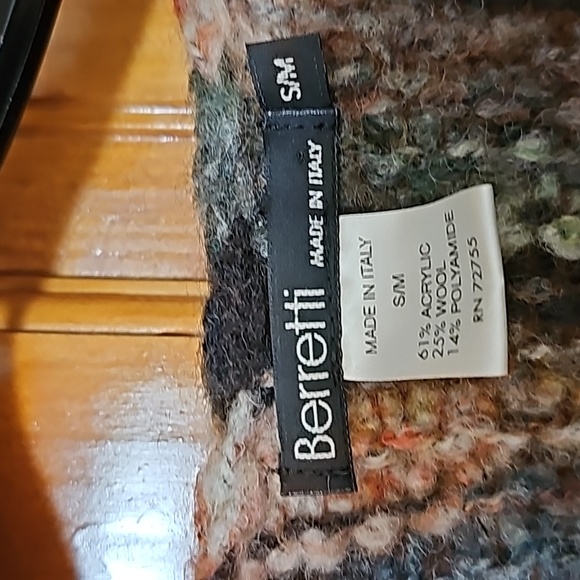 Berretti MADE IN ITALY
S/M
MADE IN ITALY
S/M
61% ACRYLIC
25% WOOL
14% POLYAMIDE
RN 72755